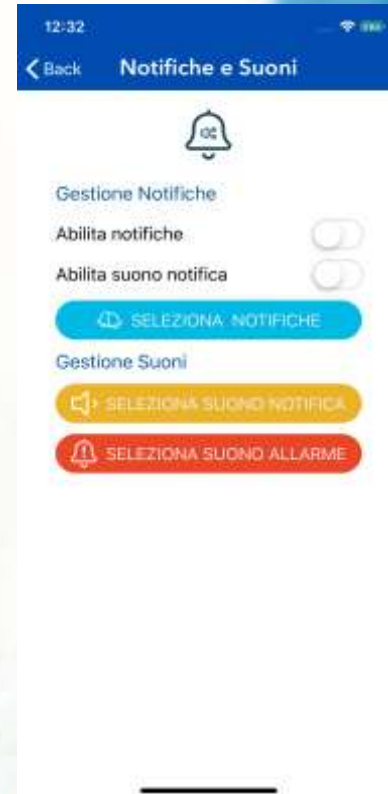 12:32
Back Notifiche e Suoni
Gestione Notifiche
Abilita notifiche
Abilita suono notifica
SELEZIONA NOTIFICHE
Gestione Suoni
SELEZIONA SUONO NOTIFICA
SELEZIONA SUONO ALLARME